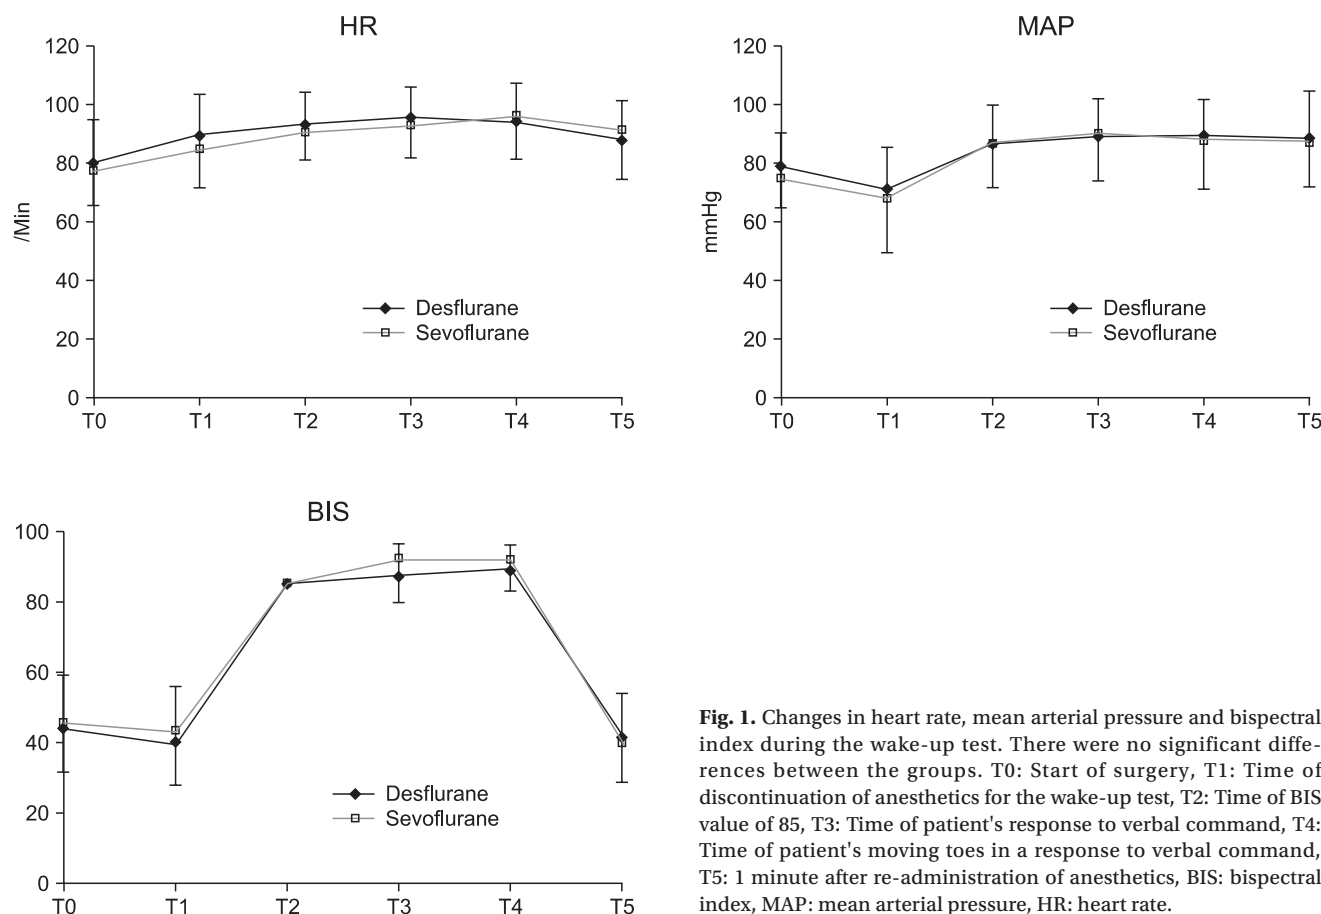 HR
120
100
80
60
40
20
0
/Min
Desflurane
Sevoflurane
T0 T1 T2 T3 T4 T5
MAP
120
100
80
60
40
20
0
mmHg
Desflurane
Sevoflurane
T0 T1 T2 T3 T4 T5
BIS
100
80
60
40
20
0
Desflurane
Sevoflurane
T0 T1 T2 T3 T4 T5
Fig. 1. Changes in heart rate, mean arterial pressure and bispectral
index during the wake-up test. There were no significant diffe-
rences between the groups. T0: Start of surgery, T1: Time of
discontinuation of anesthetics for the wake-up test, T2: Time of BIS
value of 85, T3: Time of patient's response to verbal command, T4:
Time of patient's moving toes in a response to verbal command,
T5: 1 minute after re-administration of anesthetics, BIS: bispectral
index, MAP: mean arterial pressure, HR: heart rate.